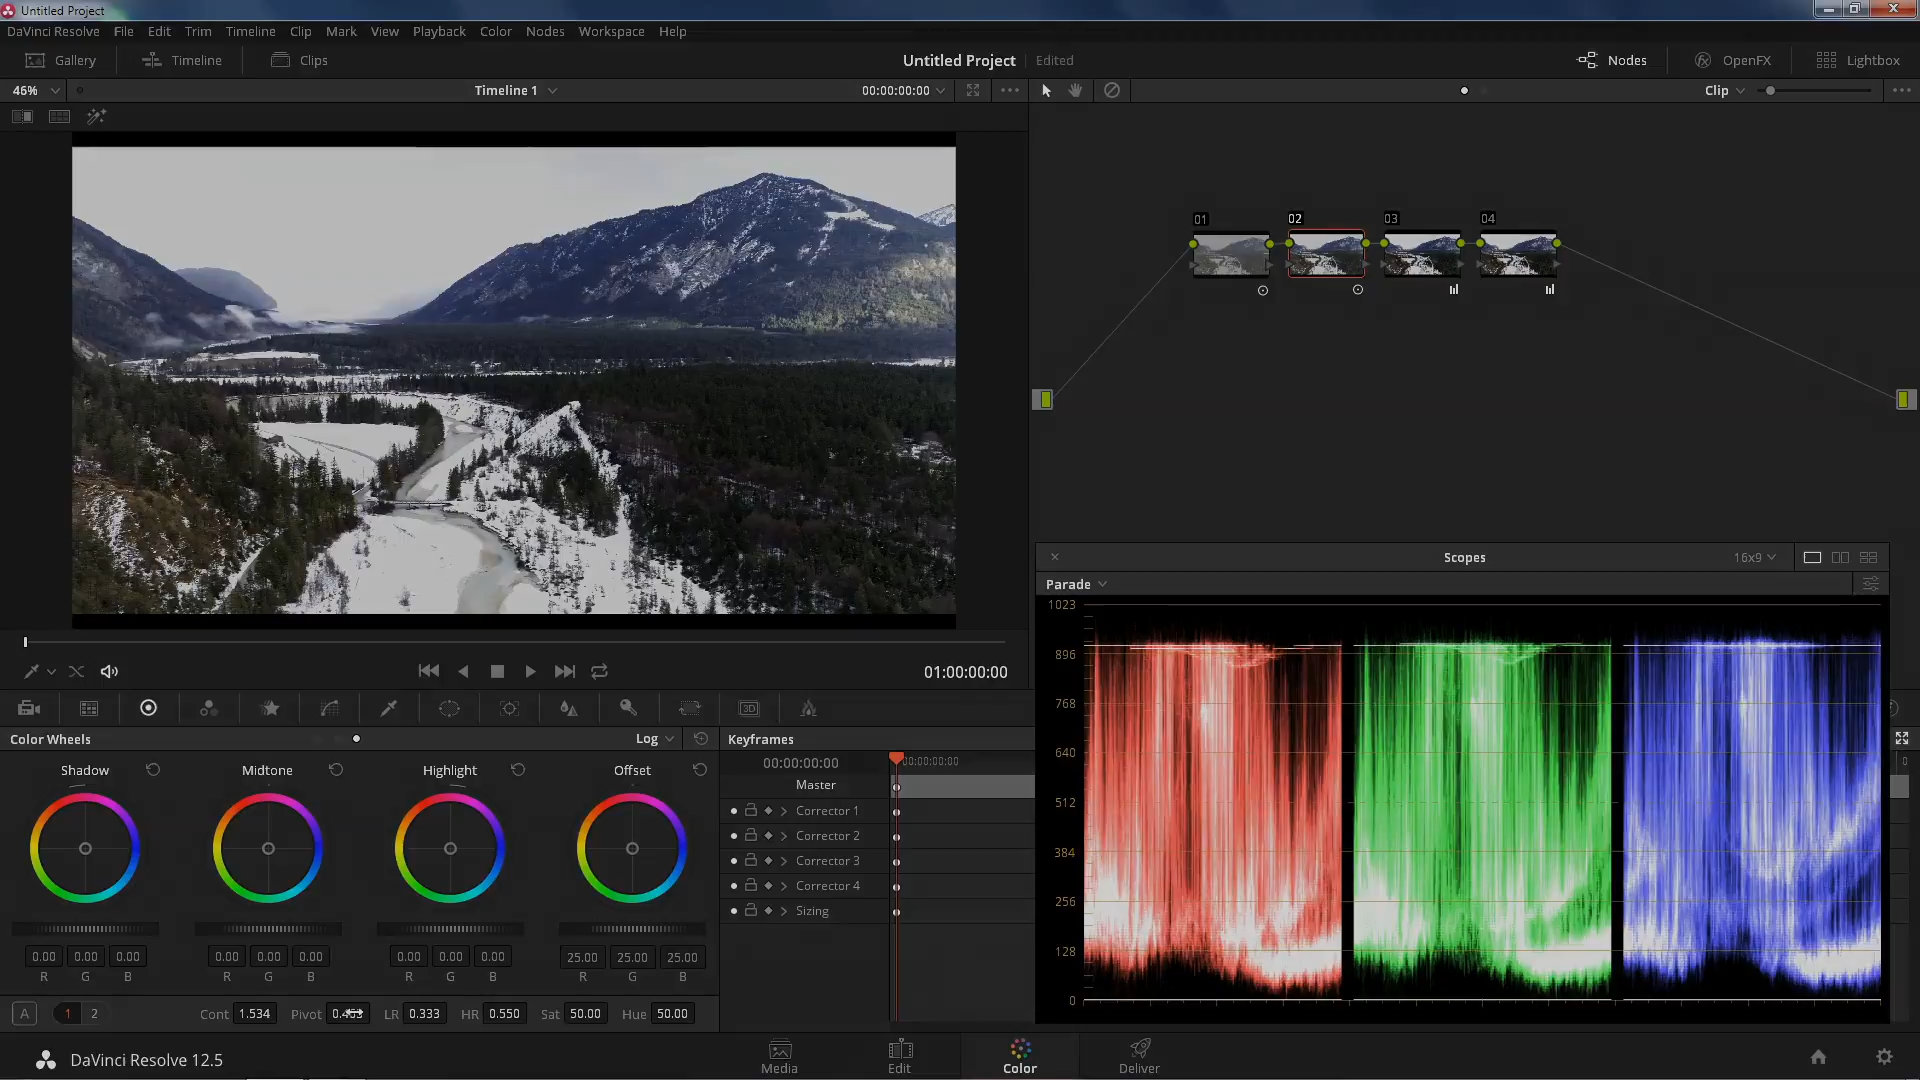 Untitled Project
DaVinci Resolve File Edit Trim Timeline Clip Mark View Playback Color Nodes Workspace Help
Gallery Timeline Clips Untitled Project Edited Nodes OpenFX Lightbox
46% Timeline 1 00:00:00:00 Clip
01 02 03 04
Scopes 16x9
Parade
1023
896
768
640
512
384
256
128
0
01:00:00:00
3D
Color Wheels Log Keyframes
00:00:00:00 00:00:00:00 0
Shadow Midtone Highlight Offset
Master
Corrector 1
Corrector 2
Corrector 3
Corrector 4
Sizing
0.00 0.00 0.00 0.00 0.00 0.00 0.00 0.00 0.00 25.00 25.00 25.00
R G B R G B R G B R G B
A 1 2 Cont 1.534 Pivot LR 0.333 HR 0.550 Sat 50.00 Hue 50.00
DaVinci Resolve 12.5
Media Edit Color Deliver